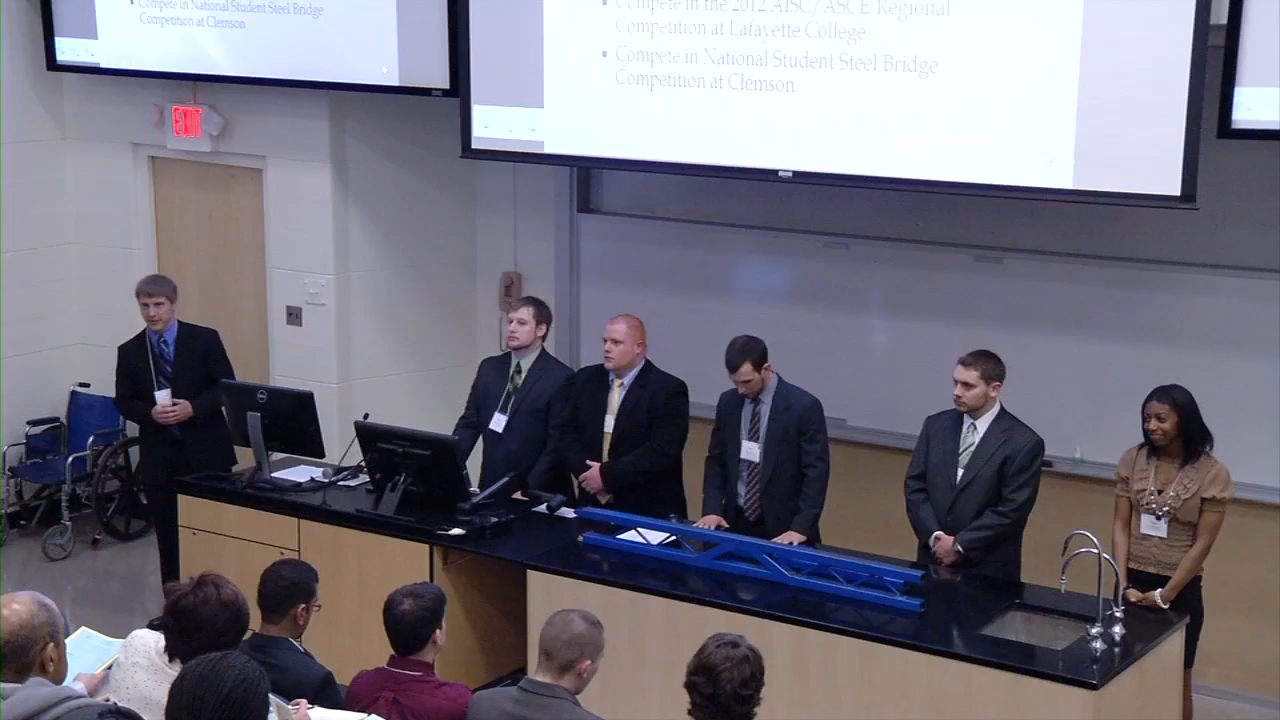 Compete in National Student Steel Bridge
Competition at Clemson
Compete in the 2012 AISC/ASCE Regional
Competition at Lafayette College
Compete in National Student Steel Bridge
Competition at Clemson
EXIT
DELL